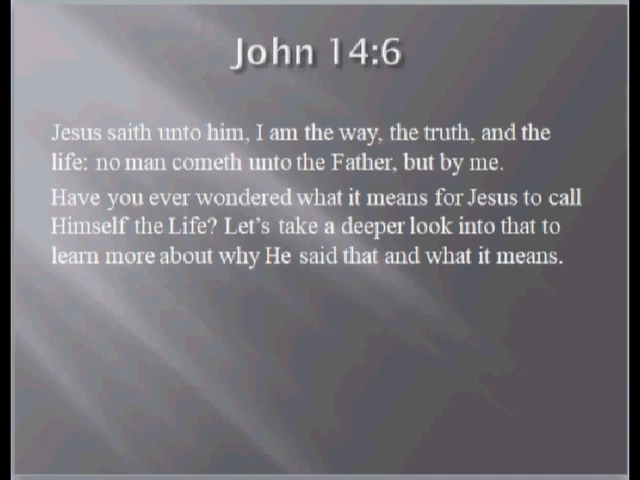 John 14:6
Jesus saith unto him, I am the way, the truth, and the
life: no man cometh unto the Father, but by me.
Have you ever wondered what it means for Jesus to call
Himself the Life? Let's take a deeper look into that to
learn more about why He said that and what it means.